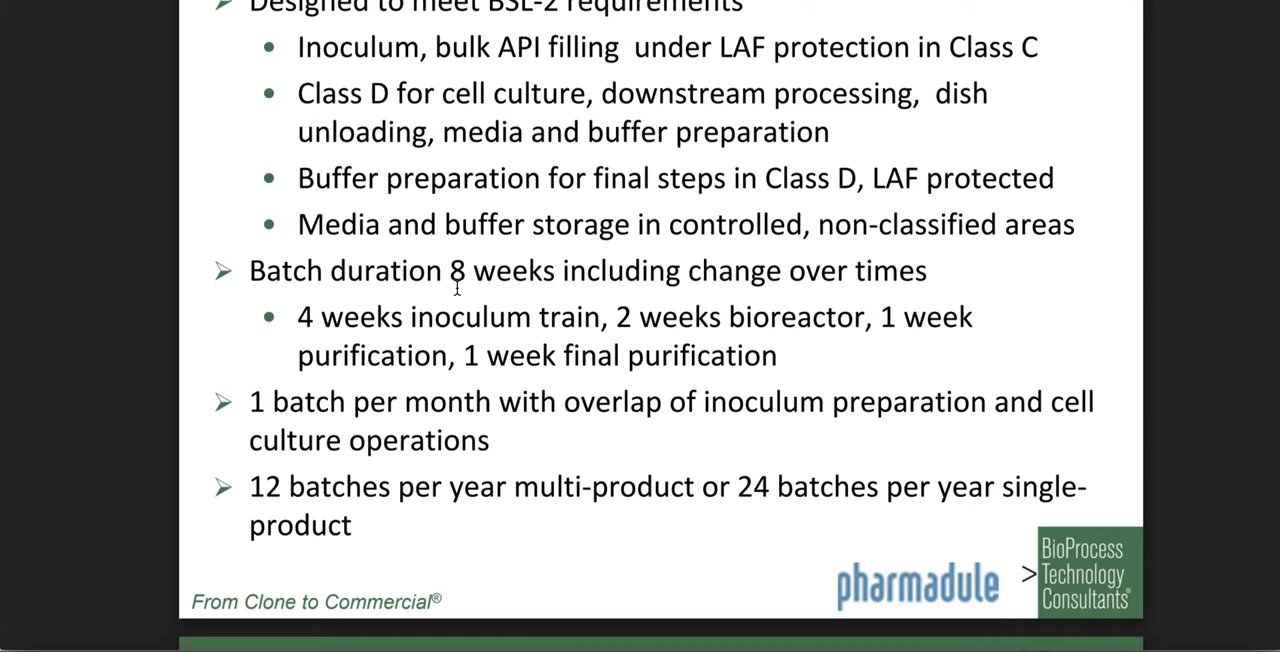 Designed to meet BSL-2 requirements
Inoculum, bulk API filling under LAF protection in Class C
Class D for cell culture, downstream processing, dish
unloading, media and buffer preparation
Buffer preparation for final steps in Class D, LAF protected
Media and buffer storage in controlled, non-classified areas
Batch duration 8 weeks including change over times
4 weeks inoculum train, 2 weeks bioreactor, 1 week
purification, 1 week final purification
1 batch per month with overlap of inoculum preparation and cell
culture operations
12 batches per year multi-product or 24 batches per year single-
product
From Clone to Commercial®
pharmadule
>BioProcess
Technology
Consultants®